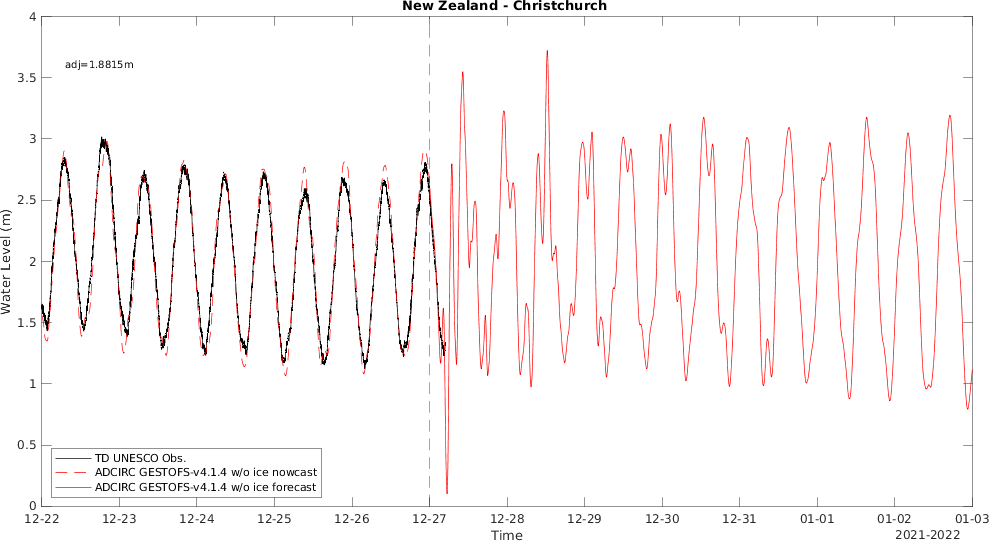 New Zealand - Christchurch
adj=1.8815m
Water Level (m)
4
3.5
3
2.5
2
1.5
1
0.5
0
TD UNESCO Obs.
ADCIRC GESTOFS-v4.1.4 w/o ice nowcast
ADCIRC GESTOFS-v4.1.4 w/o ice forecast
12-22 12-23 12-24 12-25 12-26 12-27 12-28 12-29 12-30 12-31 01-01 01-02 01-03
Time
2021-2022